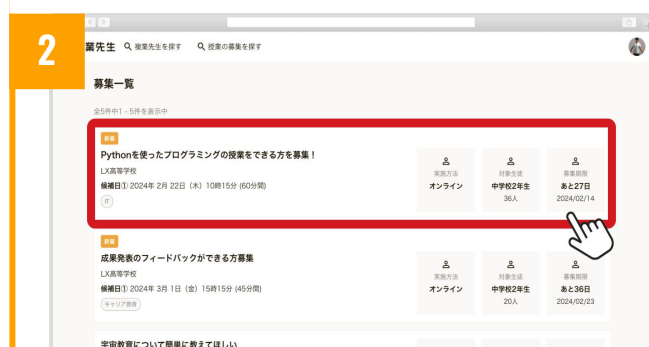 2
業先生 複業先生を探す 授業の募集を探す
募集一覧
全5件中1 - 5件を表示中
新着
Pythonを使ったプログラミングの授業をできる方を募集！
LX高等学校
候補日① 2024年 2月 22日（木）10時15分 (60分間)
IT
実施方法
オンライン
対象生徒
中学校2年生
36人
募集期限
あと27日
2024/02/14
新着
成果発表のフィードバックができる方募集
LX高等学校
候補日① 2024年 3月 1日（金）15時15分 (45分間)
キャリア教育
実施方法
オンライン
対象生徒
中学校2年生
20人
募集期限
あと36日
2024/02/23
宇宙教育について簡単に教えてほしい